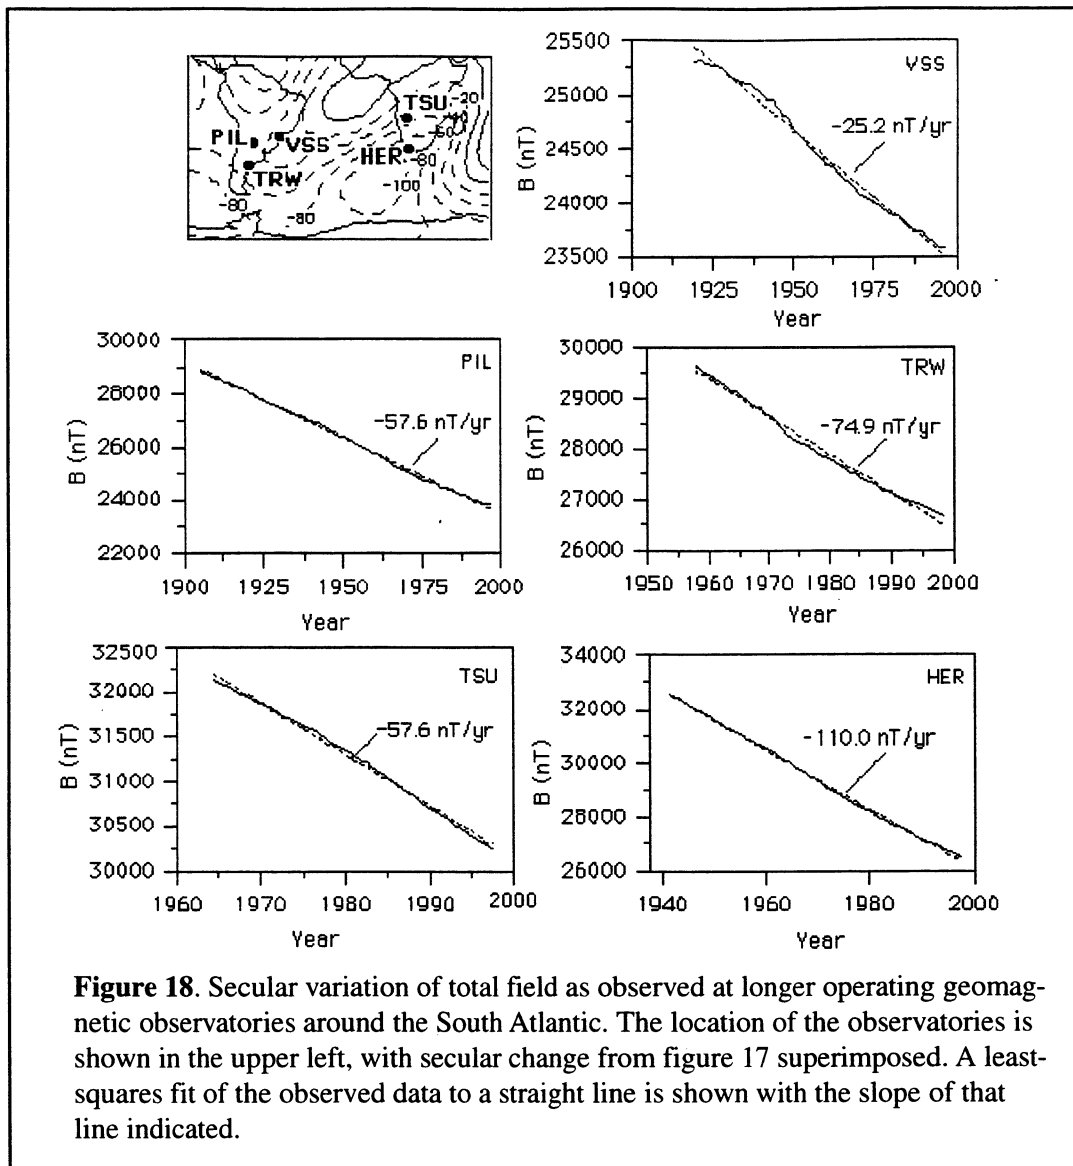 TSU
-20
-40
-60
PIL
VSS
HER
-80
TRW
-100
-80
-80
25500
25000
24500
24000
23500
B (nT)
VSS
-25.2 nT/yr
1900 1925 1950 1975 2000
Year
30000
28000
26000
24000
22000
B (nT)
PIL
-57.6 nT/yr
1900 1925 1950 1975 2000
Year
30000
29000
28000
27000
26000
B (nT)
TRW
-74.9 nT/yr
1950 1960 1970 1980 1990 2000
Year
32500
32000
31500
31000
30500
30000
B (nT)
TSU
-57.6 nT/yr
1960 1970 1980 1990 2000
Year
34000
32000
30000
28000
26000
B (nT)
HER
-110.0 nT/yr
1940 1960 1980 2000
Year
Figure 18. Secular variation of total field as observed at longer operating geomag-
netic observatories around the South Atlantic. The location of the observatories is
shown in the upper left, with secular change from figure 17 superimposed. A least-
squares fit of the observed data to a straight line is shown with the slope of that
line indicated.